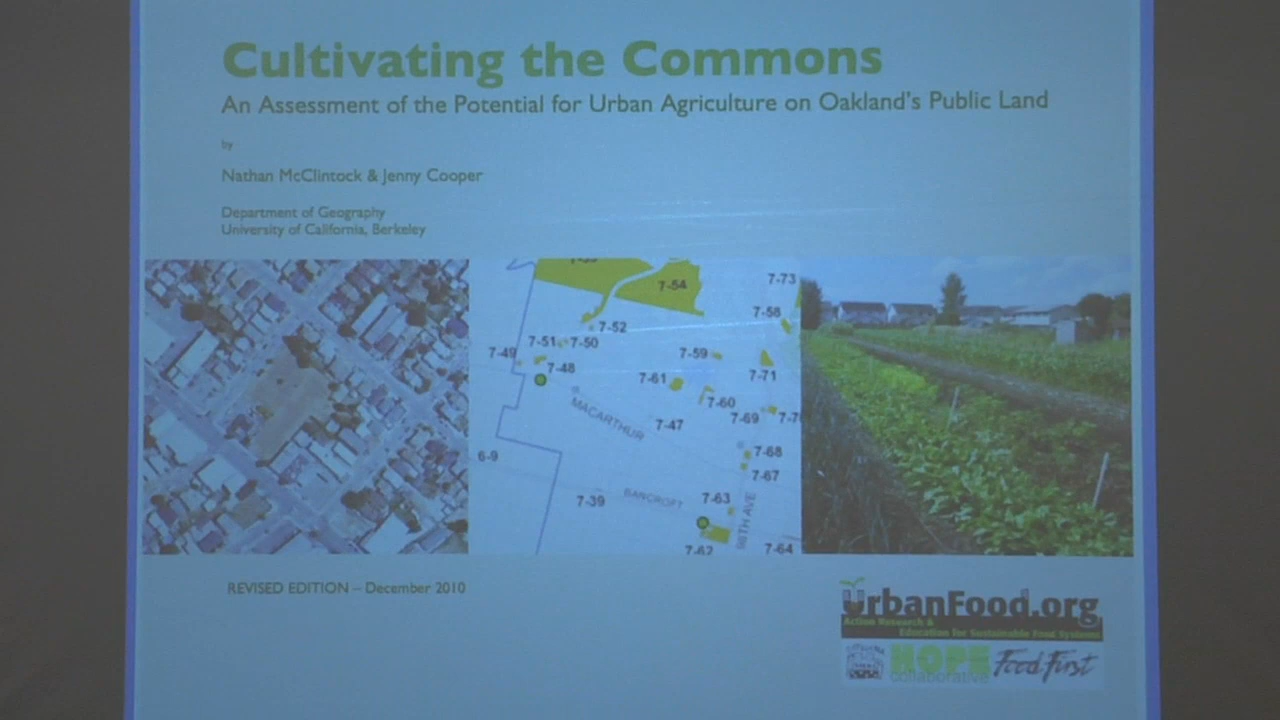 Cultivating the Commons
An Assessment of the Potential for Urban Agriculture on Oakland's Public Land
by
Nathan McClintock & Jenny Cooper
Department of Geography
University of California, Berkeley
7-54
7-73
7-58
7-52
7-51
7-50
7-49
7-59
7-48
7-61
7-71
7-60
MACARTHUR
7-47
7-69
6-9
7-68
7-67
7-39
BANCROFT
7-63
98TH AVE
7-62
7-64
REVISED EDITION – December 2010
UrbanFood.org
Action Research &
Education for Sustainable Food Systems
HOPE
collaborative
Food First